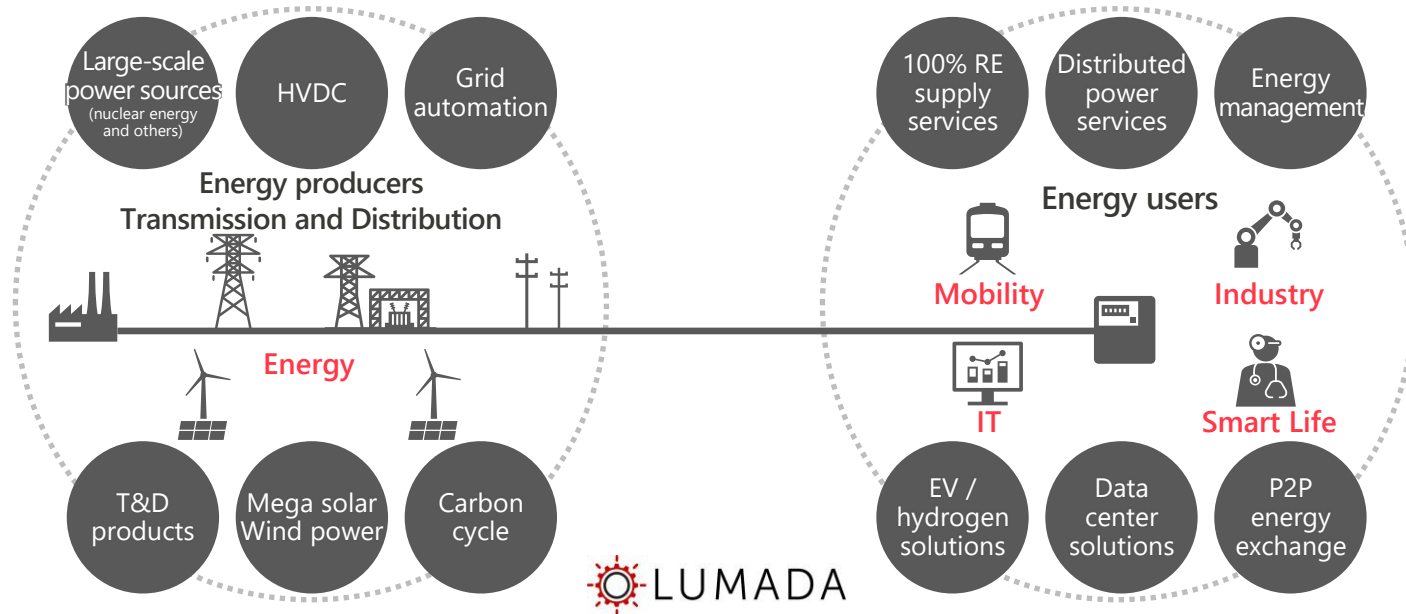 Large-scale
power sources
(nuclear energy
and others)
HVDC
Grid
automation
Energy producers
Transmission and Distribution
Energy
T&D
products
Mega solar
Wind power
Carbon
cycle
100% RE
supply
services
Distributed
power
services
Energy
management
Energy users
Mobility
Industry
IT
Smart Life
EV /
hydrogen
solutions
Data
center
solutions
P2P
energy
exchange
LUMADA